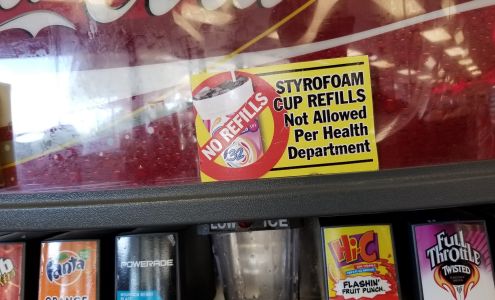 STYROFOAM
CUP REFILLS
Not Allowed
Per Health
Department
NO REFILLS
32
LOW ICE
Fanta
ORANGE
POWERADE
Hi-C
FLASHIN'
FRUIT PUNCH
Full
Throttle
TWISTED